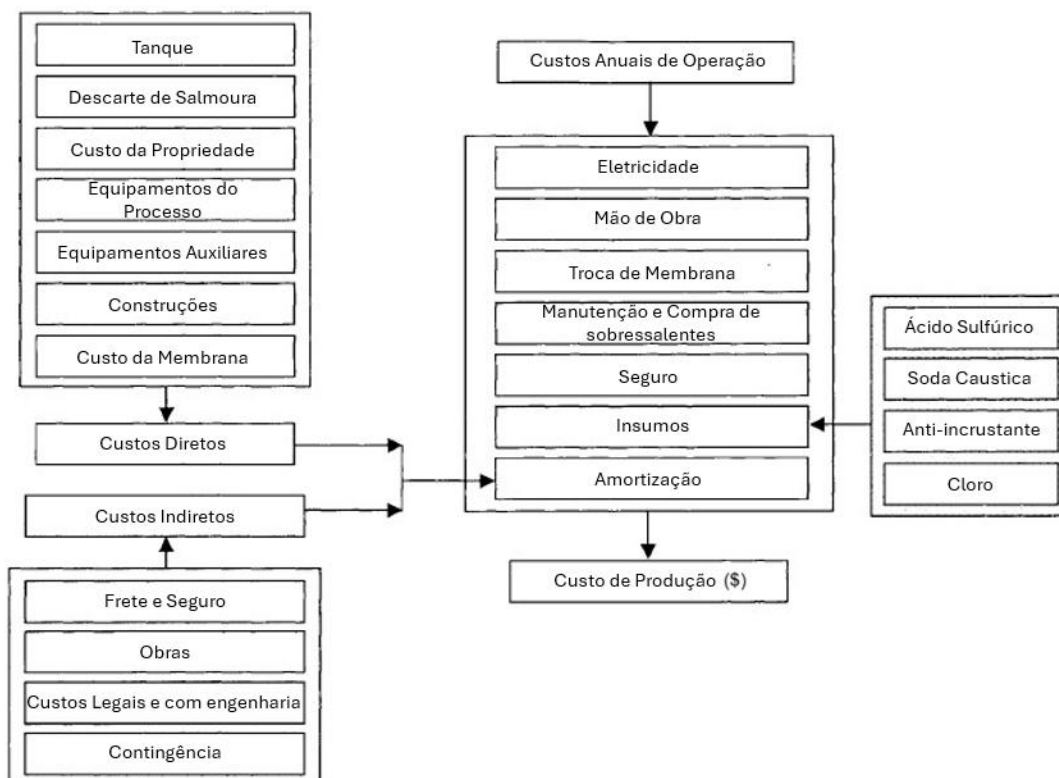 Tanque
Descarte de Salmoura
Custo da Propriedade
Equipamentos do
Processo
Equipamentos Auxiliares
Construções
Custo da Membrana
Custos Diretos
Custos Indiretos
Frete e Seguro
Obras
Custos Legais e com engenharia
Contingência
Custos Anuais de Operação
Eletricidade
Mão de Obra
Troca de Membrana
Manutenção e Compra de
sobressalentes
Seguro
Insumos
Amortização
Custo de Produção ($)
Ácido Sulfúrico
Soda Caustica
Anti-incrustante
Cloro